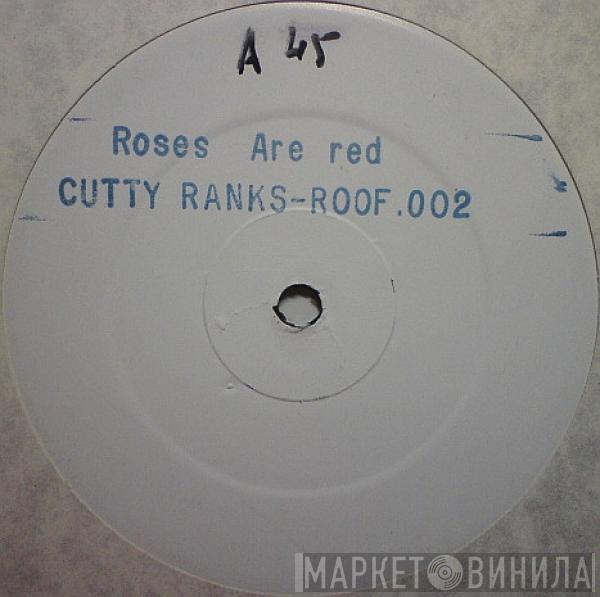 A 45
Roses Are red
CUTTY RANKS-ROOF.002
МАРКЕТ ВИНИЛА